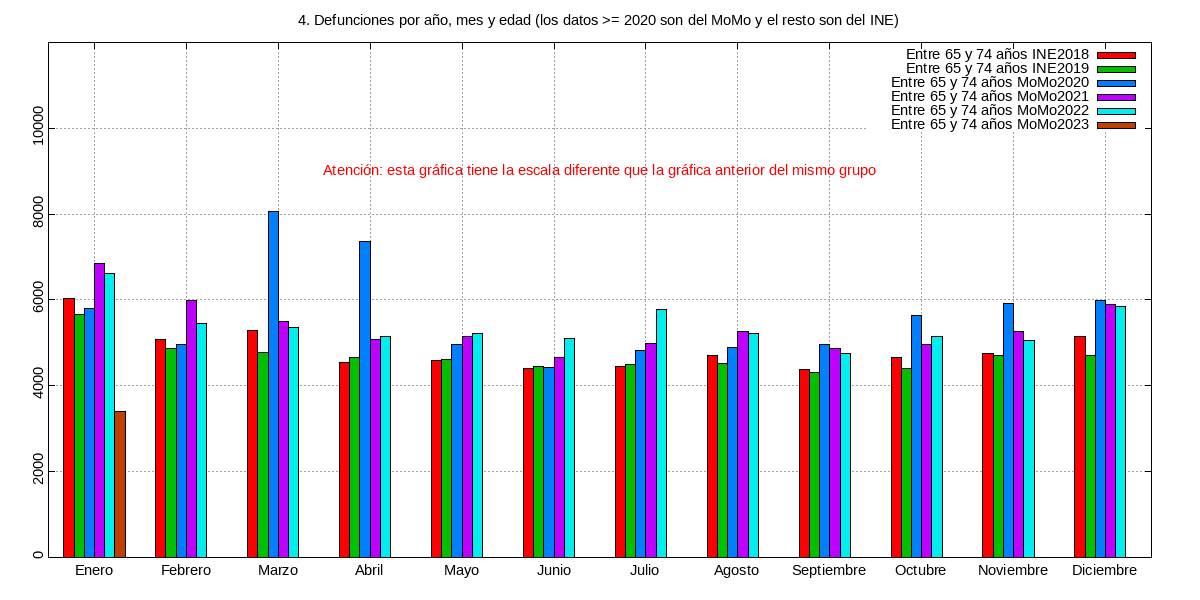 4. Defunciones por año, mes y edad (los datos >= 2020 son del MoMo y el resto son del INE)
Entre 65 y 74 años INE2018
Entre 65 y 74 años INE2019
Entre 65 y 74 años MoMo2020
Entre 65 y 74 años MoMo2021
Entre 65 y 74 años MoMo2022
Entre 65 y 74 años MoMo2023
Atención: esta gráfica tiene la escala diferente que la gráfica anterior del mismo grupo
10000
8000
6000
4000
2000
0
Enero Febrero Marzo Abril Mayo Junio Julio Agosto Septiembre Octubre Noviembre Diciembre